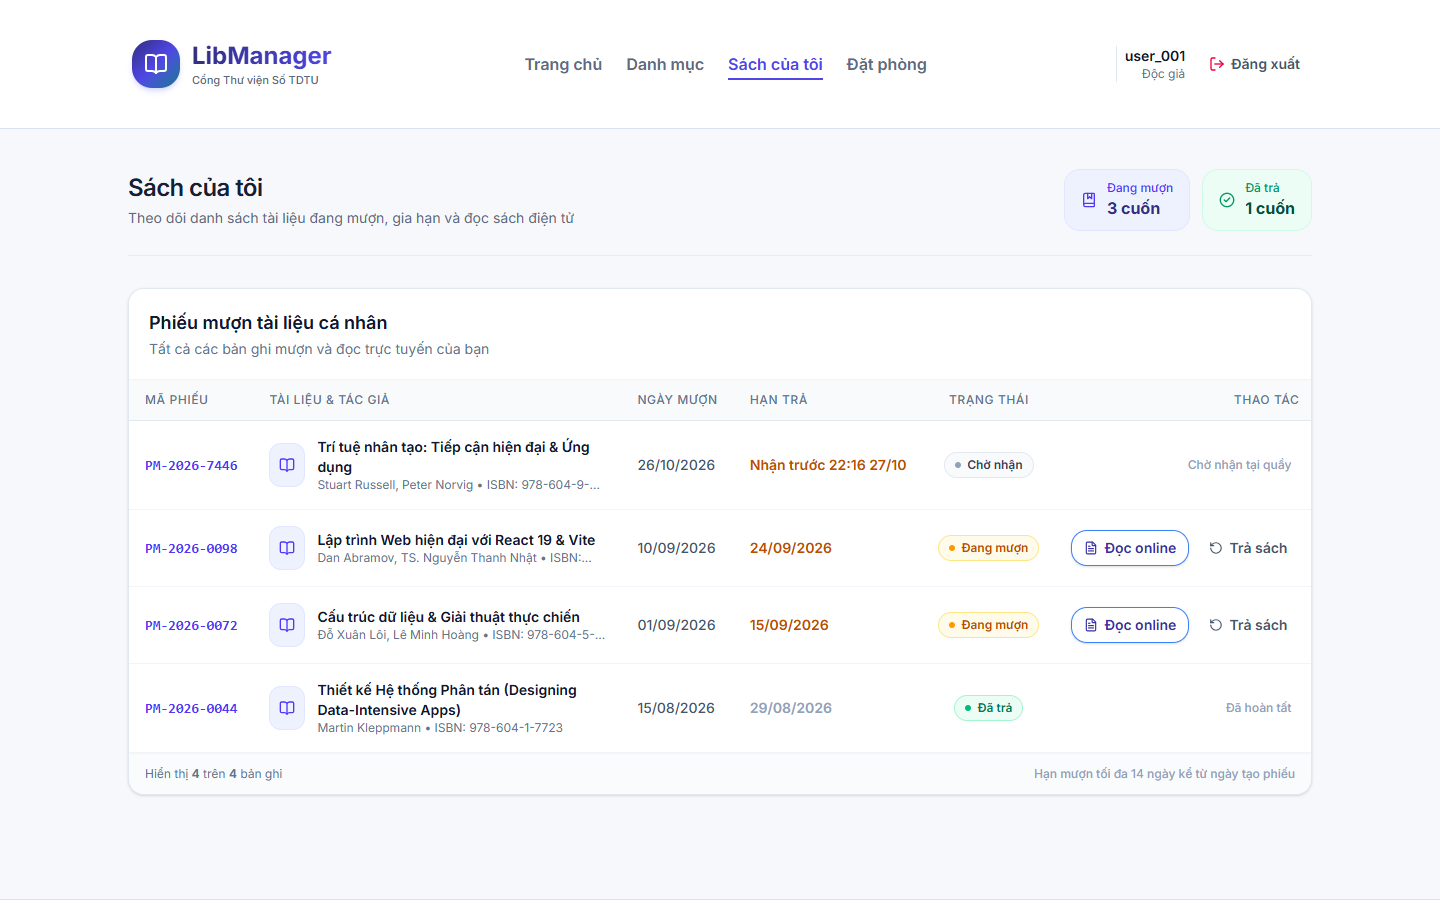 LibManager
Cổng Thư viện Số TDTU
Trang chủ
Danh mục
Sách của tôi
Đặt phòng
user_001
Độc giả
Đăng xuất
Sách của tôi
Theo dõi danh sách tài liệu đang mượn, gia hạn và đọc sách điện tử
Đang mượn
3 cuốn
Đã trả
1 cuốn
Phiếu mượn tài liệu cá nhân
Tất cả các bản ghi mượn và đọc trực tuyến của bạn
MÃ PHIẾU
TÀI LIỆU & TÁC GIẢ
NGÀY MƯỢN
HẠN TRẢ
TRẠNG THÁI
THAO TÁC
PM-2026-7446
Trí tuệ nhân tạo: Tiếp cận hiện đại & Ứng
dụng
Stuart Russell, Peter Norvig • ISBN: 978-604-9-...
26/10/2026
Nhận trước 22:16 27/10
Chờ nhận
Chờ nhận tại quầy
PM-2026-0098
Lập trình Web hiện đại với React 19 & Vite
Dan Abramov, TS. Nguyễn Thanh Nhật • ISBN:...
10/09/2026
24/09/2026
Đang mượn
Đọc online
Trả sách
PM-2026-0072
Cấu trúc dữ liệu & Giải thuật thực chiến
Đỗ Xuân Lôi, Lê Minh Hoàng • ISBN: 978-604-5-...
01/09/2026
15/09/2026
Đang mượn
Đọc online
Trả sách
PM-2026-0044
Thiết kế Hệ thống Phân tán (Designing
Data-Intensive Apps)
Martin Kleppmann • ISBN: 978-604-1-7723
15/08/2026
29/08/2026
Đã trả
Đã hoàn tất
Hiển thị 4 trên 4 bản ghi
Hạn mượn tối đa 14 ngày kể từ ngày tạo phiếu